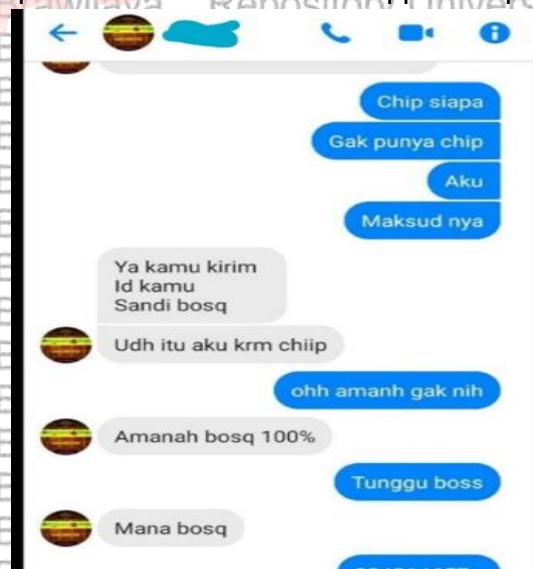 Chip siapa
Gak punya chip
Aku
Maksud nya
Ya kamu kirim
Id kamu
Sandi bosq
Udh itu aku krm chiip
ohh amanh gak nih
Amanah bosq 100%
Tunggu boss
Mana bosq